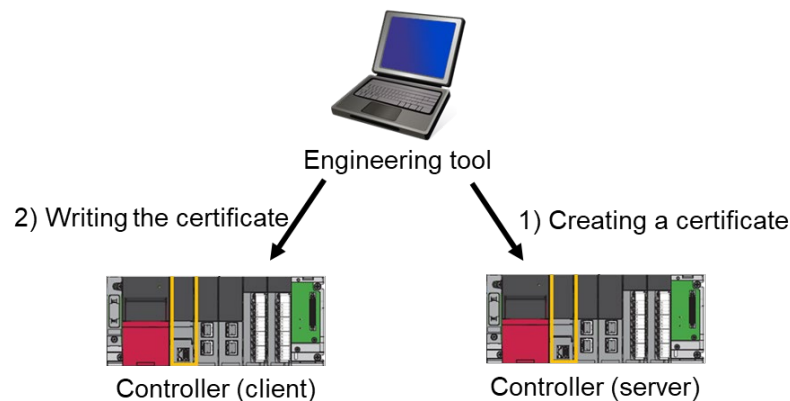 Engineering tool
2) Writing the certificate
1) Creating a certificate
Controller (client)
Controller (server)